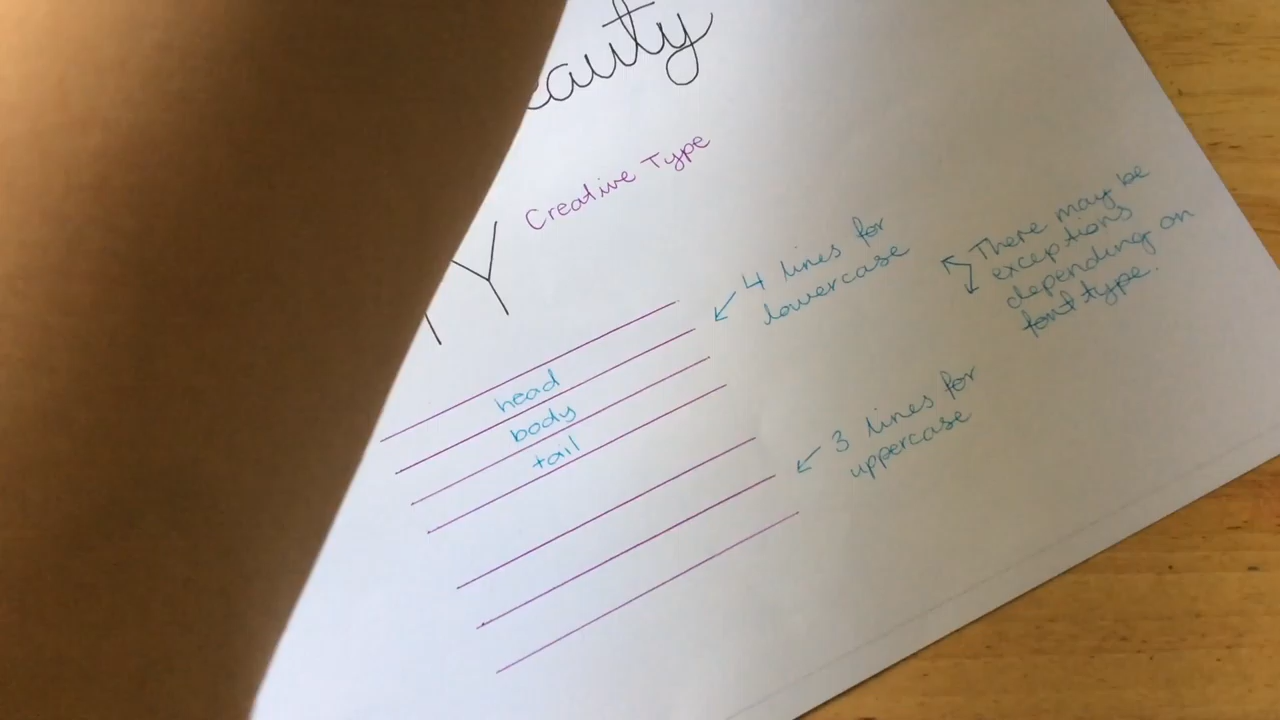 eauty
Creative Type
Y
4 lines for
lowercase
There may be
exceptions
depending on
font type.
head
body
tail
3 lines for
uppercase